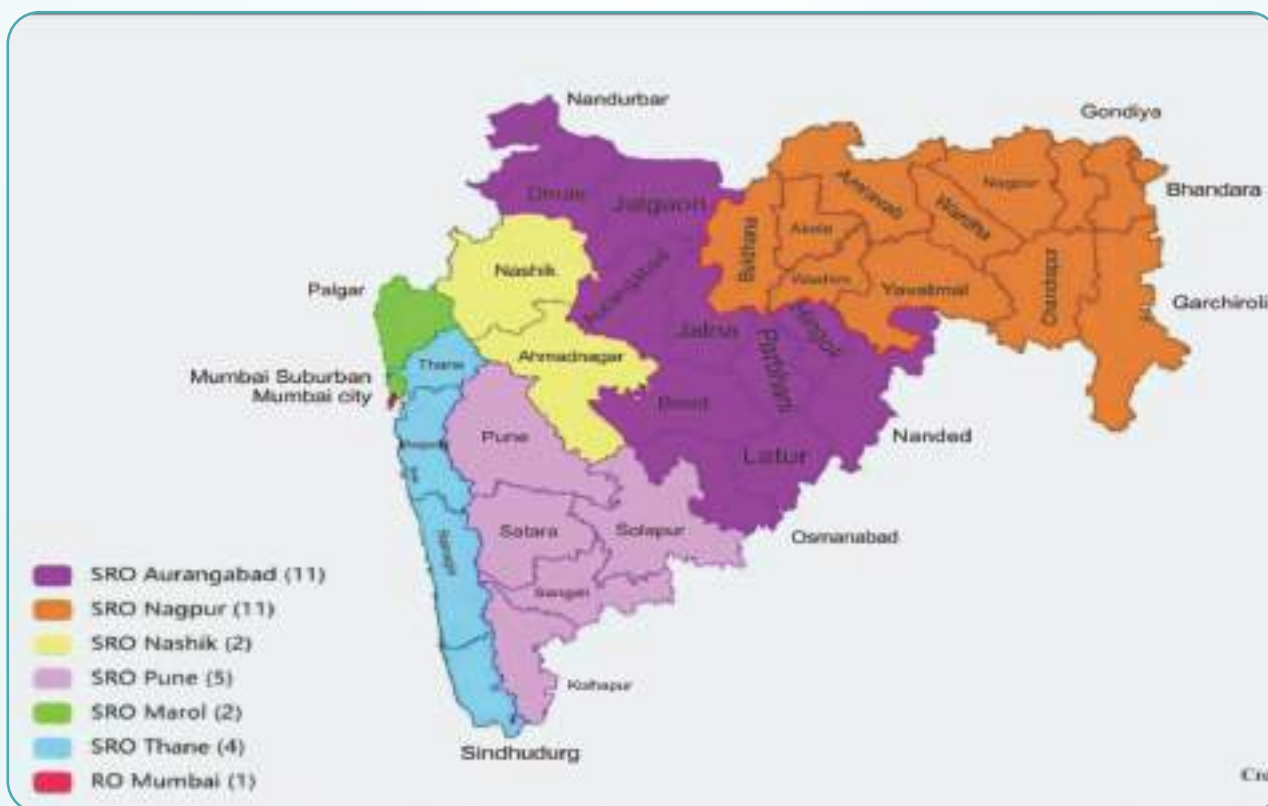 Nandurbar
Gondiya
Dhule
Jalgaon
Buldhana
Akola
Amravati
Wardha
Nagpur
Bhandara
Nashik
Aurangabad
Washim
Yavatmal
Chandrapur
Garchiroli
Palgar
Jalna
Hingoli
Parbhani
Thane
Ahmadnagar
Mumbai Suburban
Mumbai city
Beed
Pune
Nanded
Latur
Satara
Solapur
Osmanabad
Sangali
Kolhapur
Sindhudurg
SRO Aurangabad (11)
SRO Nagpur (11)
SRO Nashik (2)
SRO Pune (5)
SRO Marol (2)
SRO Thane (4)
RO Mumbai (1)
Cre